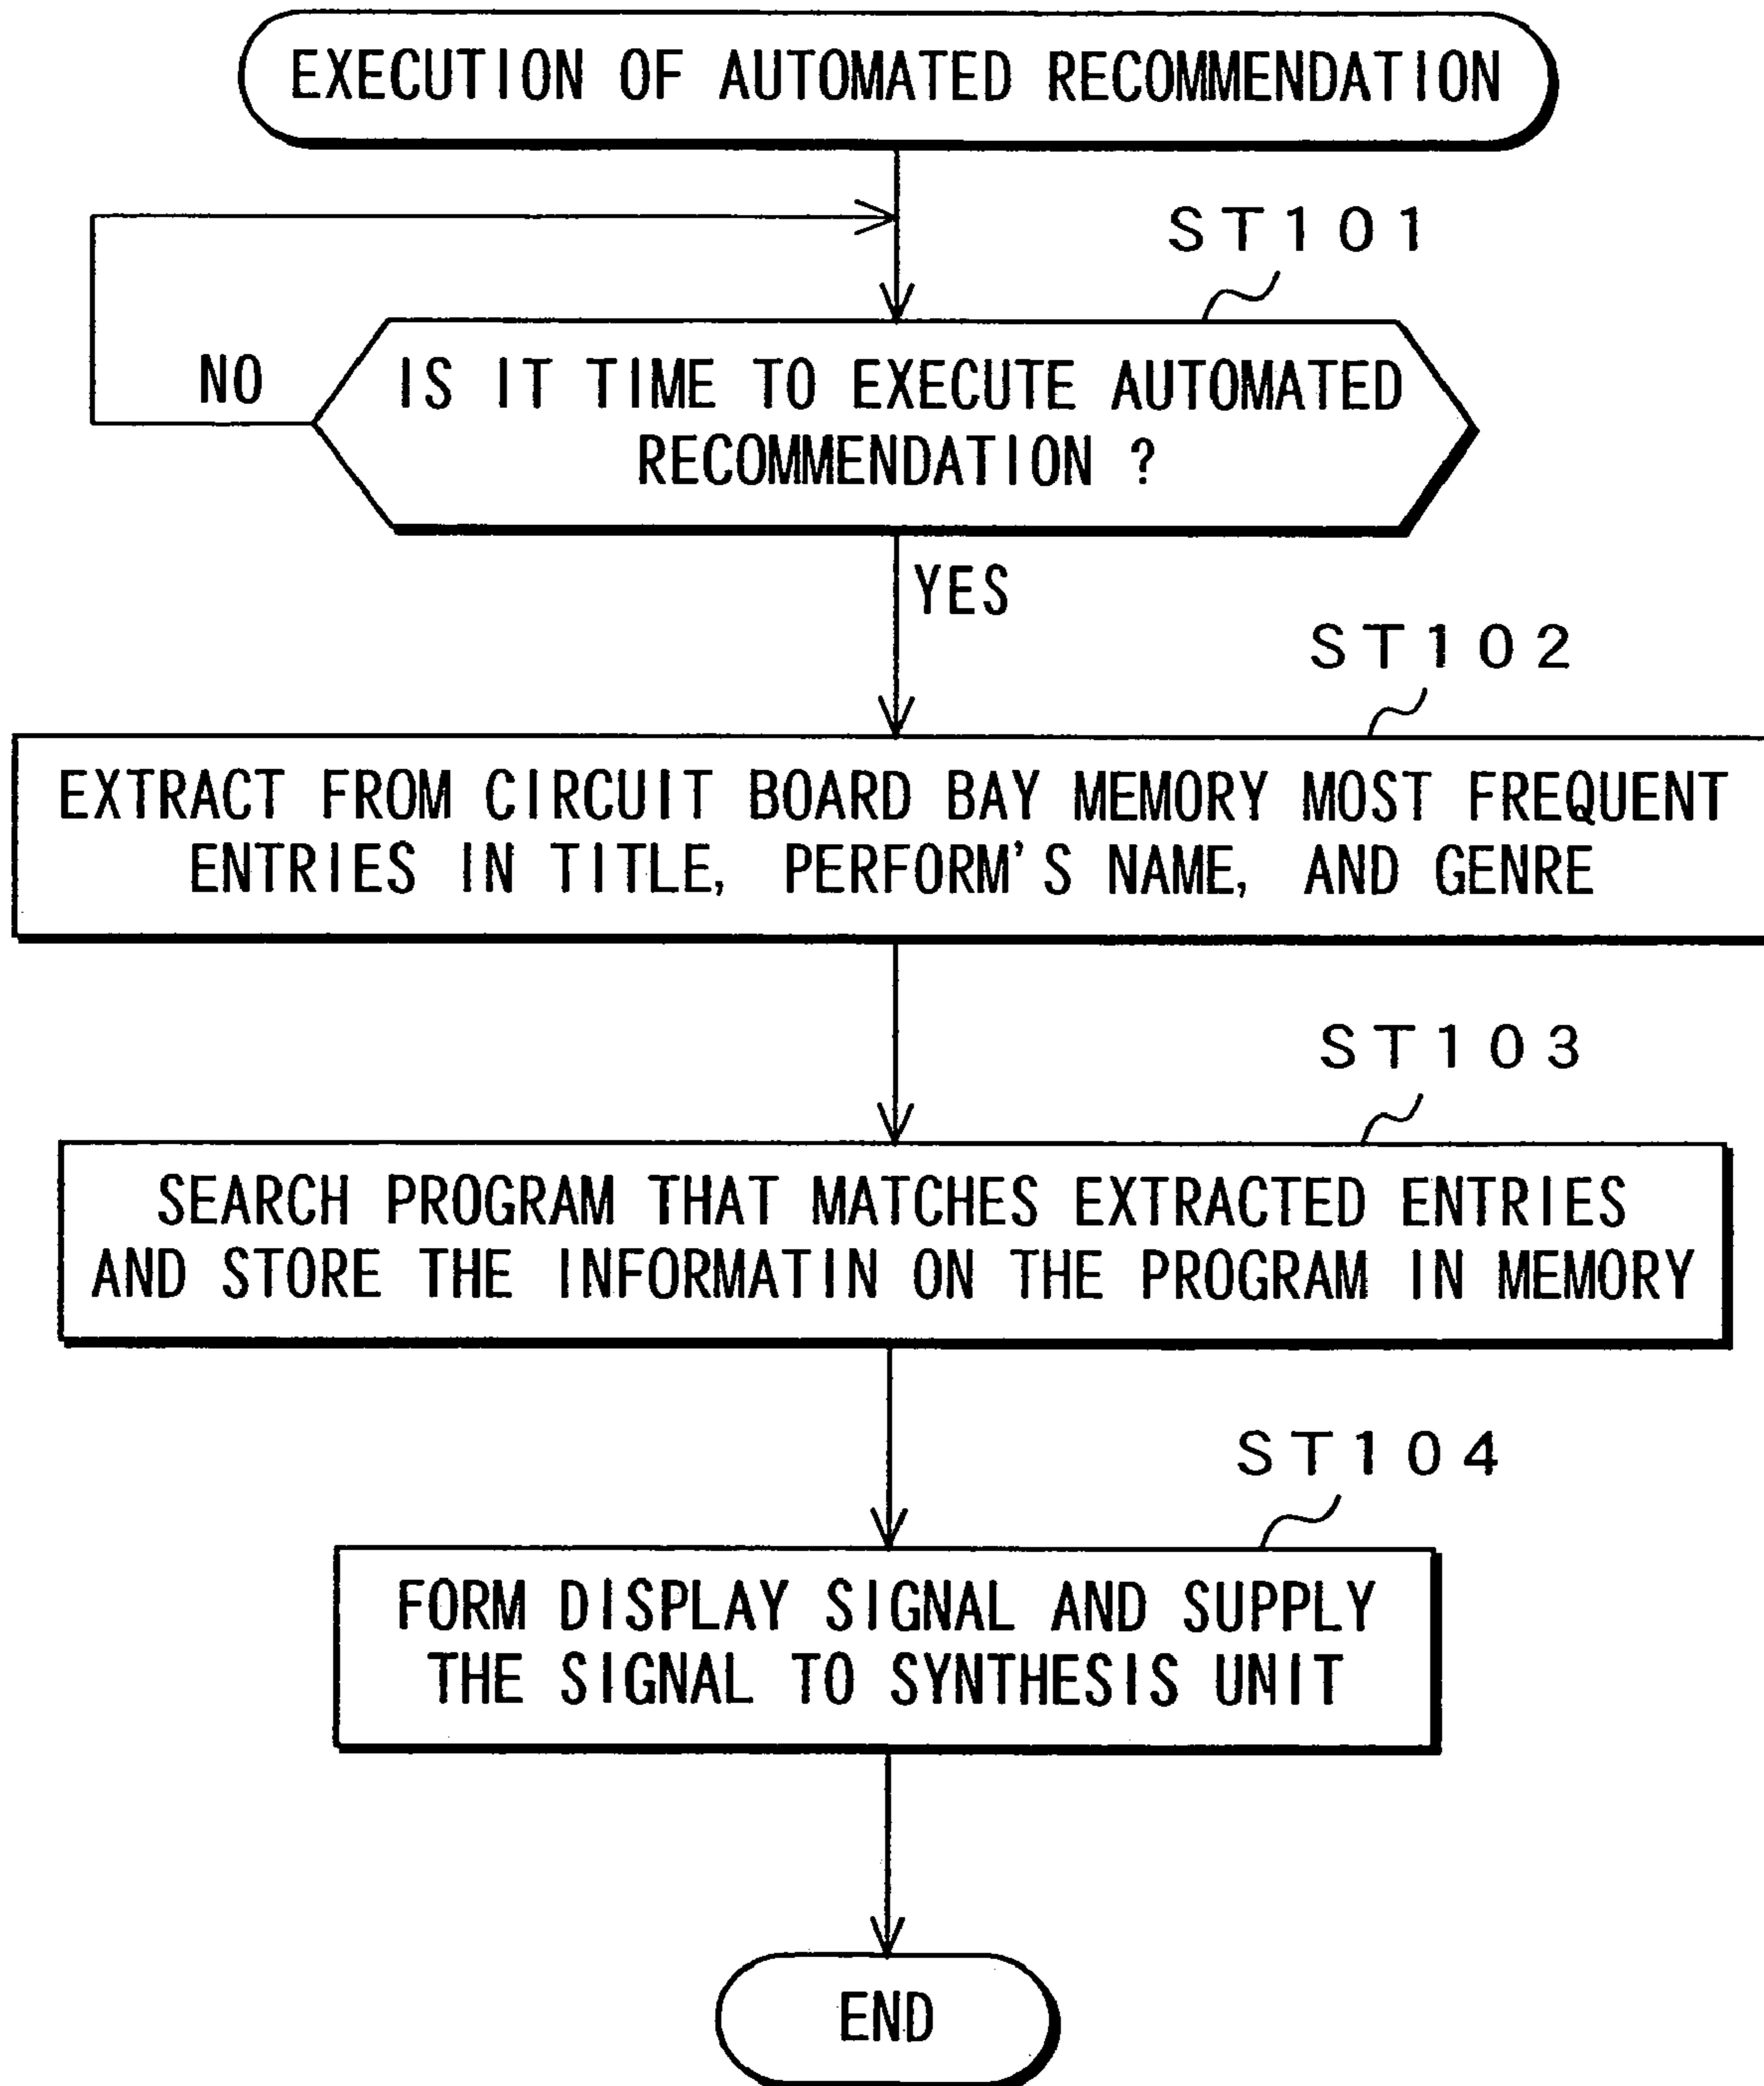 EXECUTION OF AUTOMATED RECOMMENDATION
ST101
NO
IS IT TIME TO EXECUTE AUTOMATED
RECOMMENDATION ?
YES
ST102
EXTRACT FROM CIRCUIT BOARD BAY MEMORY MOST FREQUENT
ENTRIES IN TITLE, PERFORM'S NAME, AND GENRE
ST103
SEARCH PROGRAM THAT MATCHES EXTRACTED ENTRIES
AND STORE THE INFORMATIN ON THE PROGRAM IN MEMORY
ST104
FORM DISPLAY SIGNAL AND SUPPLY
THE SIGNAL TO SYNTHESIS UNIT
END